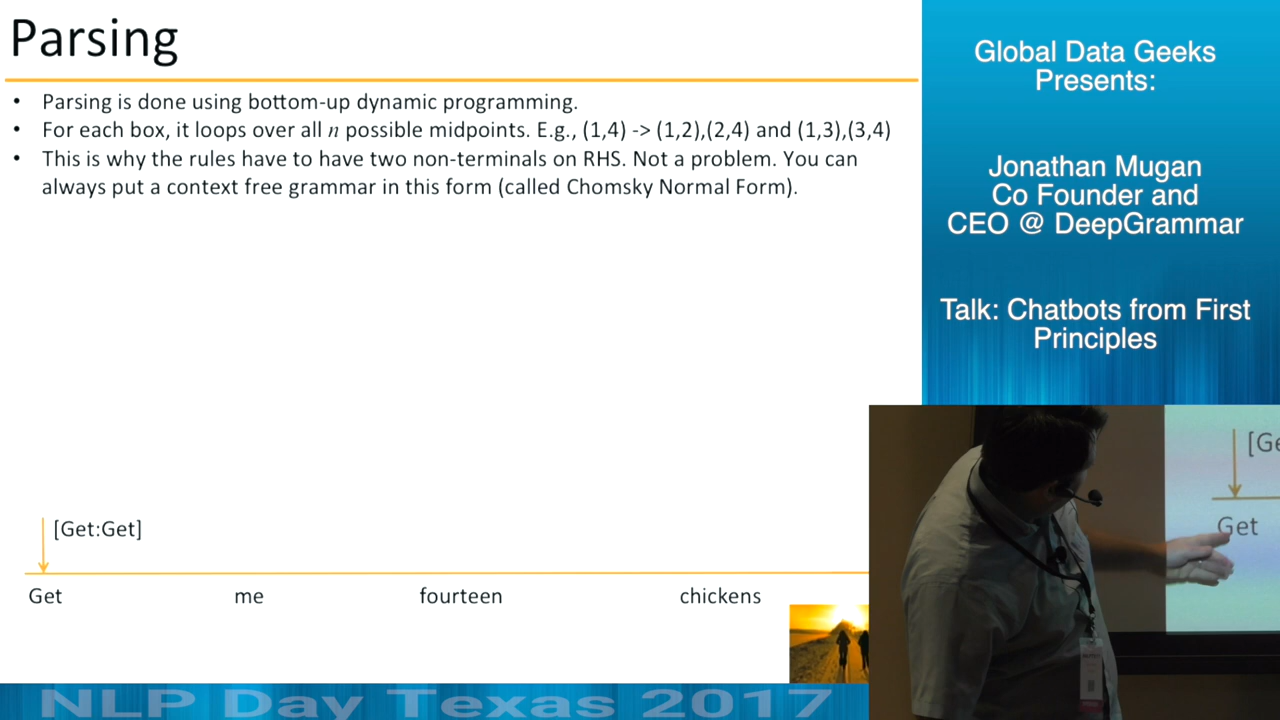 Parsing
• Parsing is done using bottom-up dynamic programming.
• For each box, it loops over all n possible midpoints. E.g., (1,4) -> (1,2),(2,4) and (1,3),(3,4)
• This is why the rules have to have two non-terminals on RHS. Not a problem. You can
always put a context free grammar in this form (called Chomsky Normal Form).
[Get:Get]
Get me fourteen chickens
NLP Day Texas 2017
Global Data Geeks
Presents:
Jonathan Mugan
Co Founder and
CEO @ DeepGrammar
Talk: Chatbots from First
Principles
[Ge
Get